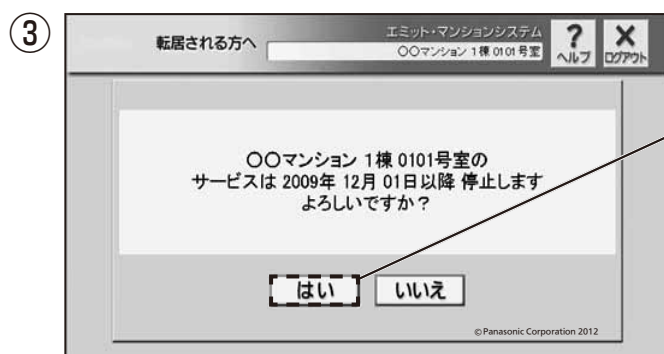 ③
転居される方へ
エミット・マンションシステム
〇〇マンション 1棟 0101号室
?
ヘルプ
X
ログアウト
〇〇マンション 1棟 0101号室の
サービスは 2009年 12月 01日以降 停止します
よろしいですか？
はい
いいえ
©Panasonic Corporation 2012